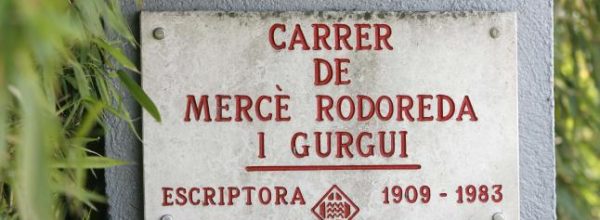 CARRER
DE
MERCÈ RODOREDA
I GURGUI
ESCRIPTORA 1909 - 1983